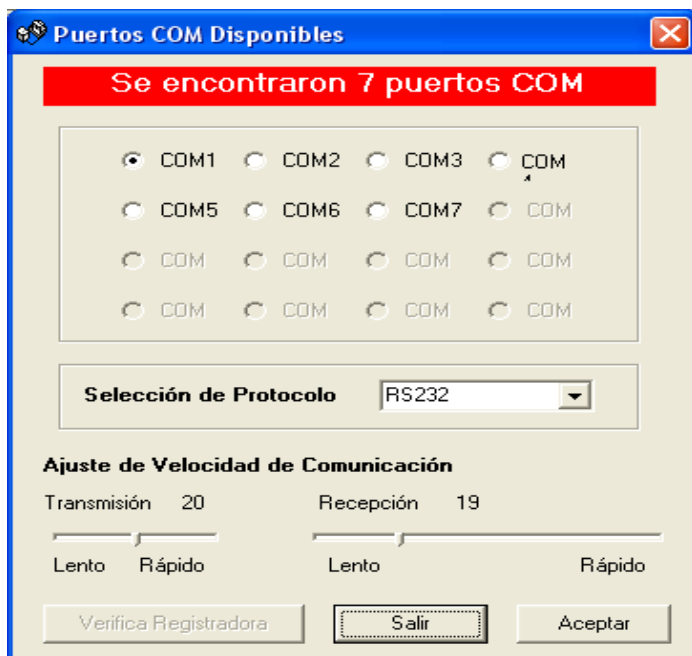 Puertos COM Disponibles
Se encontraron 7 puertos COM
COM1 COM2 COM3 COM
COM5 COM6 COM7 COM
COM COM COM COM
COM COM COM COM
Selección de Protocolo RS232
Ajuste de Velocidad de Comunicación
Transmisión 20 Recepción 19
Lento Rápido Lento Rápido
Verifica Registradora Salir Aceptar